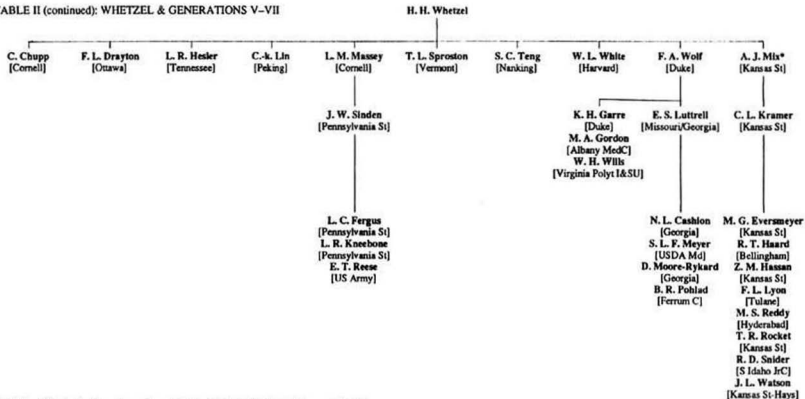 TABLE II (continued): WHETZEL & GENERATIONS V–VII
H. H. Whetzel
C. Chupp
[Cornell]
F. L. Drayton
[Ottawa]
L. R. Hesler
[Tennessee]
C.-k. Lin
[Peking]
L. M. Massey
[Cornell]
T. L. Sproston
[Vermont]
S. C. Teng
[Nanking]
W. L. White
[Harvard]
F. A. Wolf
[Duke]
A. J. Mix*
[Kansas St]
J. W. Sinden
[Pennsylvania St]
K. H. Garre
[Duke]
M. A. Gordon
[Albany MedC]
W. H. Wills
[Virginia Polyt I&SU]
E. S. Luttrell
[Missouri/Georgia]
C. L. Kramer
[Kansas St]
L. C. Fergus
[Pennsylvania St]
L. R. Kneebone
[Pennsylvania St]
E. T. Reese
[US Army]
N. L. Cashion
[Georgia]
S. L. F. Meyer
[USDA Md]
D. Moore-Rykard
[Georgia]
B. R. Pohlad
[Ferrum C]
M. G. Eversmeyer
[Kansas St]
R. T. Haard
[Bellingham]
Z. M. Hassan
[Kansas St]
F. L. Lyon
[Tulane]
M. S. Reddy
[Hyderabad]
T. R. Rocket
[Kansas St]
R. D. Snider
[S Idaho JrC]
J. L. Watson
[Kansas St-Hays]